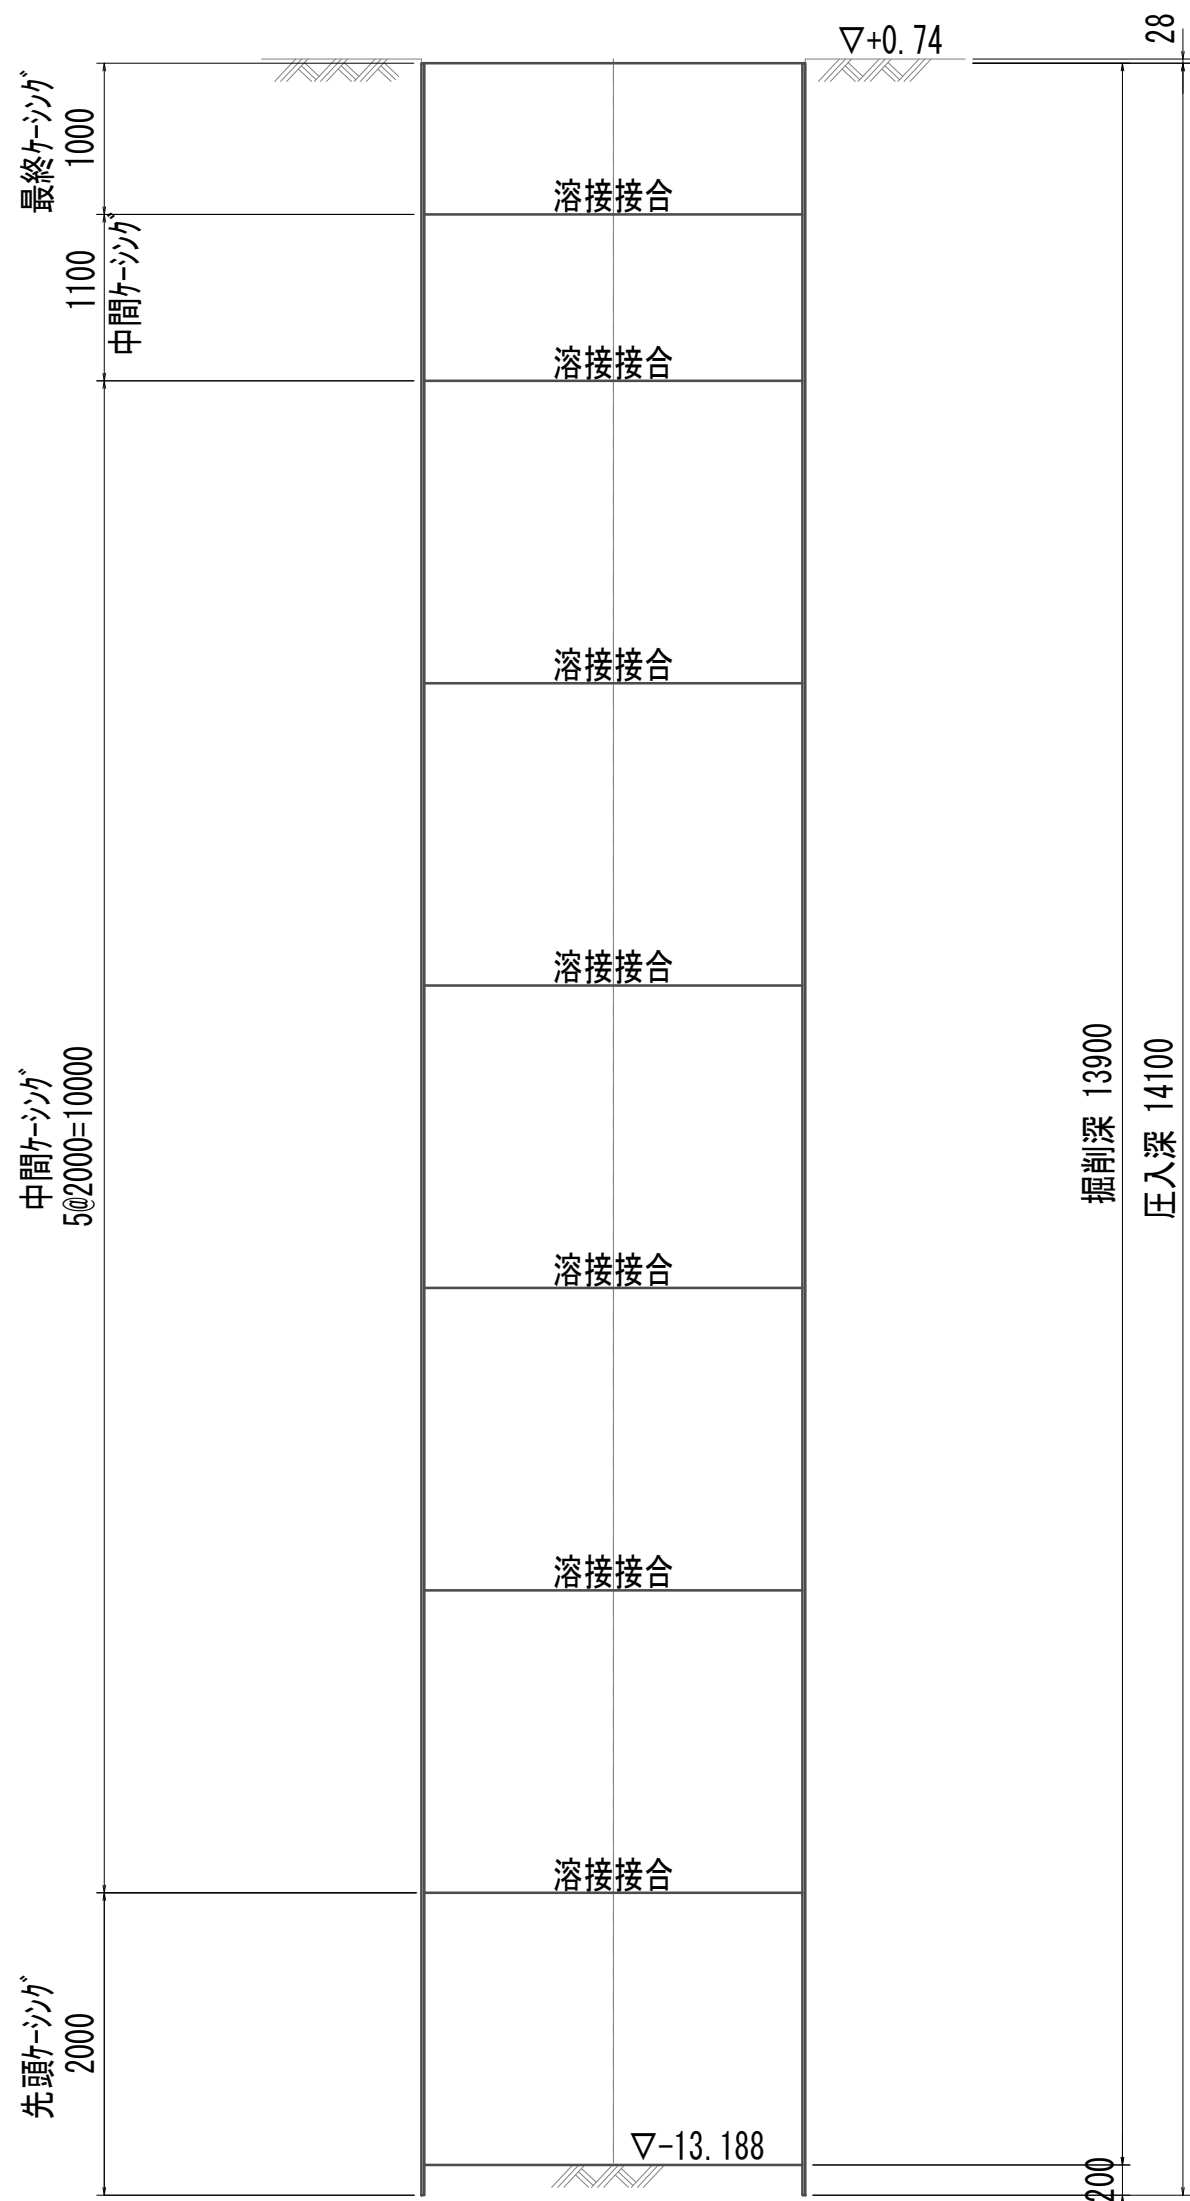 ▽+0.74
28
最終ｹｰｼﾝｸﾞ
1000
溶接接合
1100
中間ｹｰｼﾝｸﾞ
溶接接合
溶接接合
溶接接合
中間ｹｰｼﾝｸﾞ
5@2000=10000
掘削深 13900
圧入深 14100
溶接接合
溶接接合
溶接接合
先頭ｹｰｼﾝｸﾞ
2000
▽-13.188
200